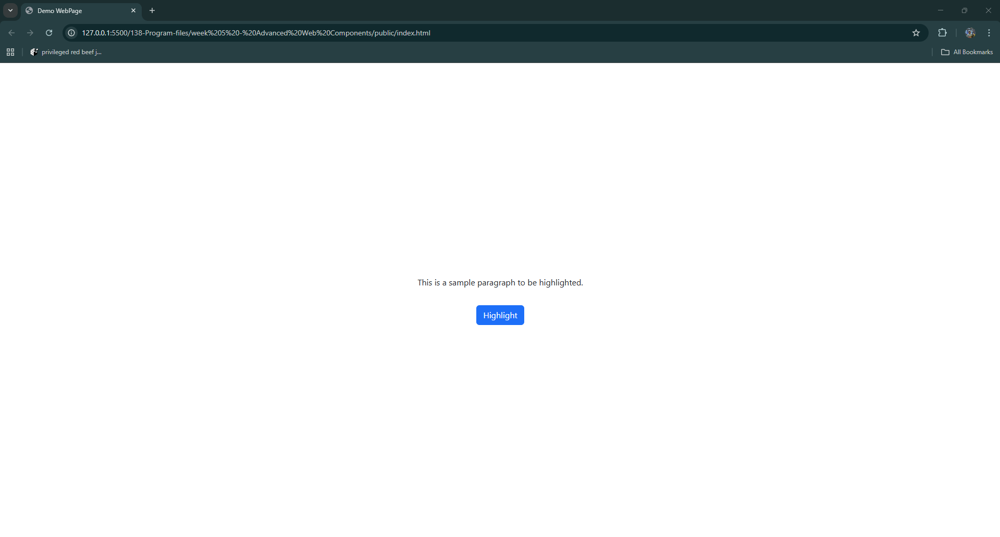 Demo WebPage
127.0.0.1:5500/138-Program-files/week%205%20-%20Advanced%20Web%20Components/public/index.html
privileged red beef j...
All Bookmarks
This is a sample paragraph to be highlighted.
Highlight